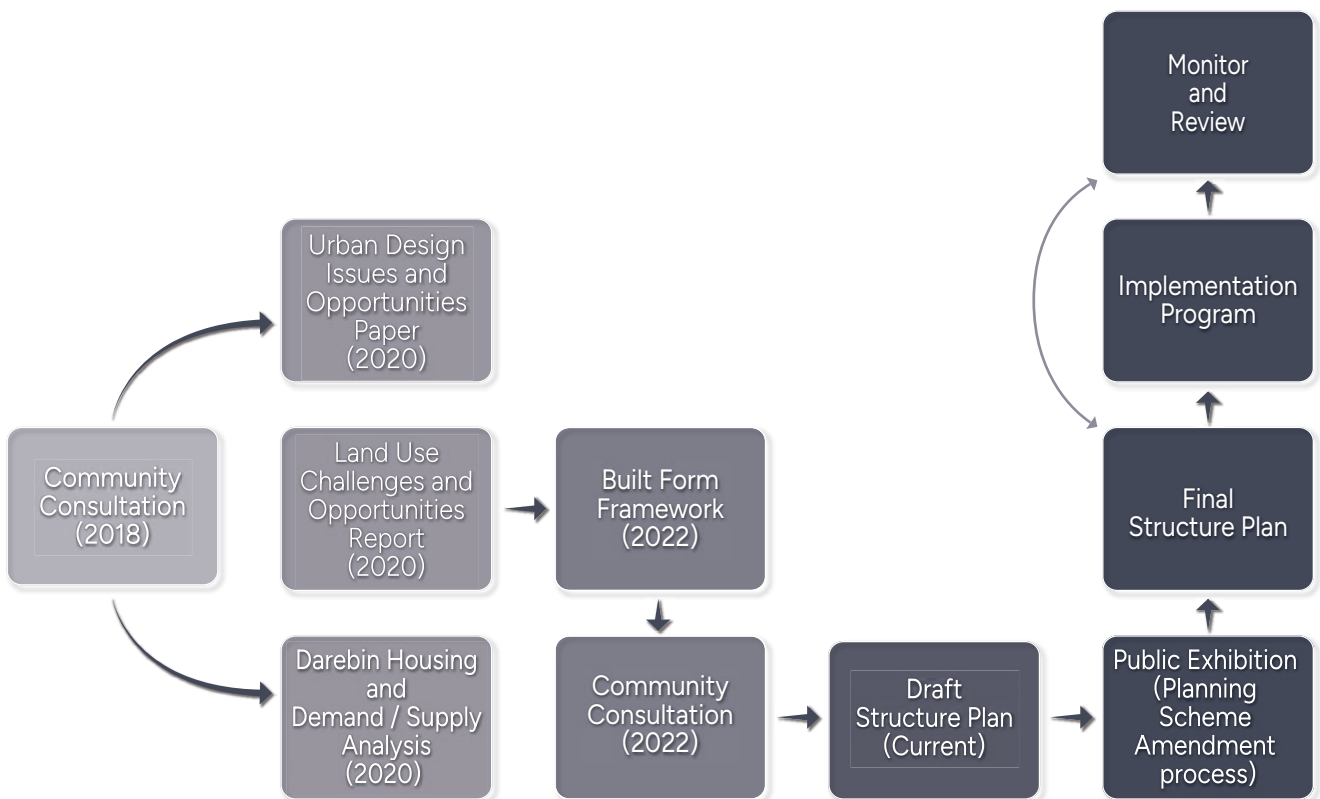 Community
Consultation
(2018)
Urban Design
Issues and
Opportunities
Paper
(2020)
Land Use
Challenges and
Opportunities
Report
(2020)
Darebin Housing
and
Demand / Supply
Analysis
(2020)
Built Form
Framework
(2022)
Community
Consultation
(2022)
Draft
Structure Plan
(Current)
Public Exhibition
(Planning
Scheme
Amendment
process)
Final
Structure Plan
Implementation
Program
Monitor
and
Review